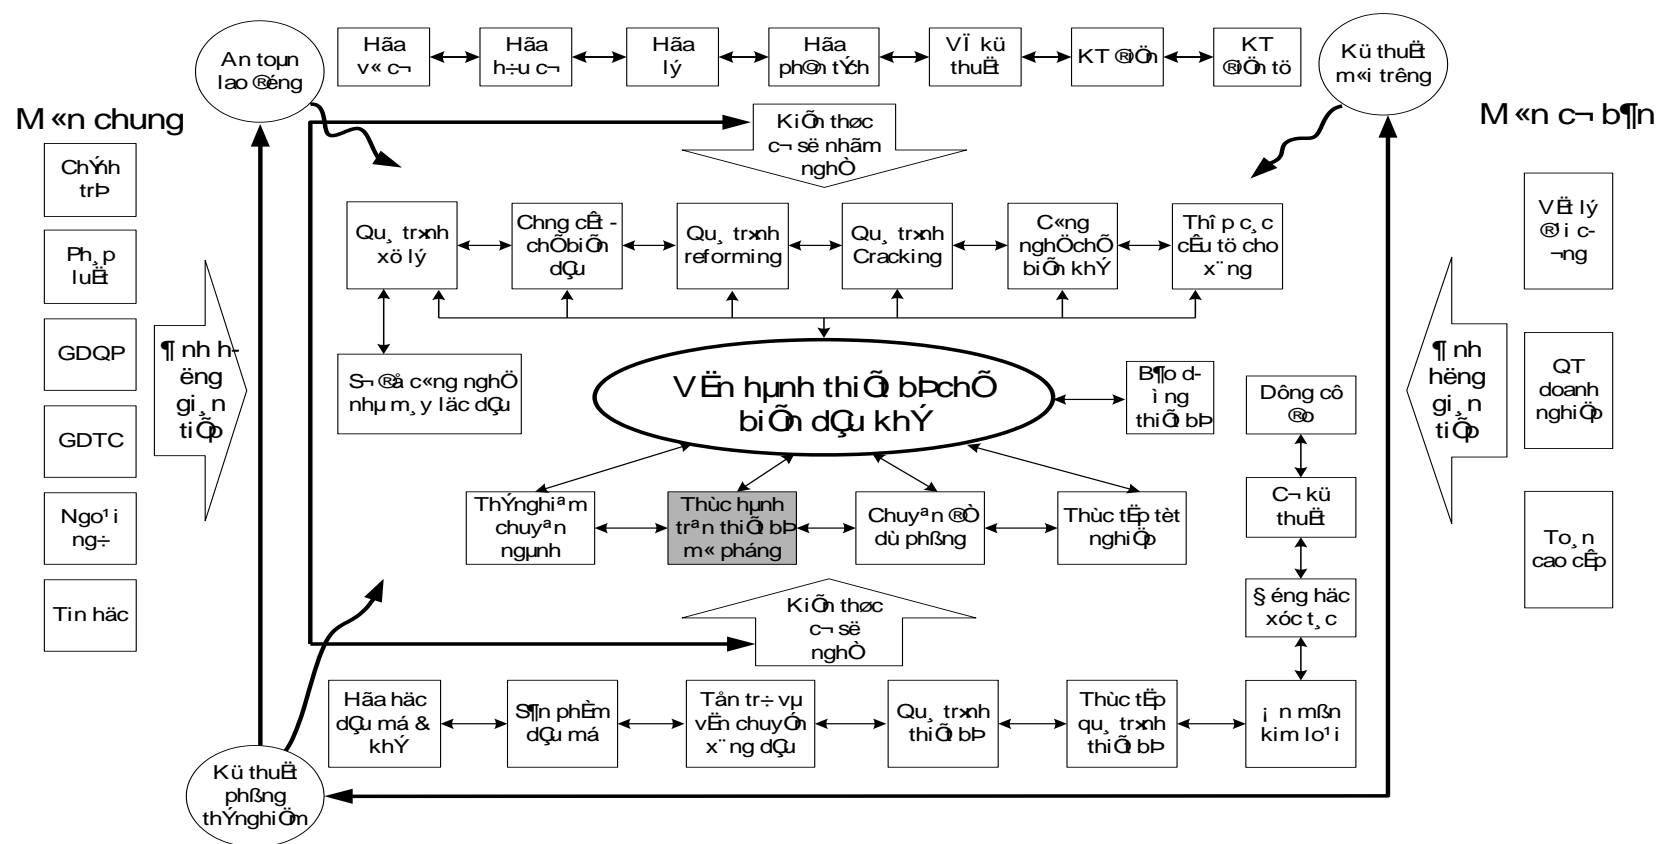 Hãa
v« c¬
Hãa
h÷u c¬
Hãa
lý
Hãa
ph©n tÝch
VÏ kü
thuËt
KT ®iÖn
KT
®iÖn tö
An toµn
lao ®éng
Kü thuËt
m«i trêng
M«n chung
M«n c¬ b¶n
KiÕn thøc
c¬ së nhãm
nghÒ
ChÝnh
trÞ
Ph¸p
luËt
GDQP
GDTC
Ngo¹i
ng÷
Tin häc
¶nh h-
ëng
gi¸n
tiÕp
Qu¸ tr×nh
xö lý
Chng cÊt -
chÕ biÕn
dÇu
Qu¸ tr×nh
reforming
Qu¸ tr×nh
Cracking
C«ng
nghÖ chÕ
biÕn khÝ
Thî p c¸c
cÊu tö cho
x¨ng
VËt lý
®¹i c-
¬ng
QT
doanh
nghiÖp
To¸n
cao cÊp
¶nh
hëng
gi¸n
tiÕp
S¬ ®å c«ng nghÖ
nhµ m¸y läc dÇu
VËn hµnh thiÕt bÞ chÕ
biÕn dÇu khÝ
B¶o d-
ì ng
thiÕt bÞ
Dông cô
®o
C¬ kü
thuËt
§éng häc
xóc t¸c
ThÝ nghiªm
chuyªn
ngµnh
Thùc hµnh
trªn thiÕt bÞ
m« pháng
Chuyªn ®Ò
dù phßng
Thùc tËp tèt
nghiÖp
KiÕn thøc
c¬ së
nghÒ
Hãa häc
dÇu má &
khÝ
S¶n phÈm
dÇu má
Tån tr÷ vµ
vËn chuyÓn
x¨ng dÇu
Qu¸ tr×nh
thiÕt bÞ
Thùc tËp
qu¸ tr×nh
thiÕt bÞ
¡n mßn
kim lo¹i
Kü thuËt
phßng
thÝ nghiÖm